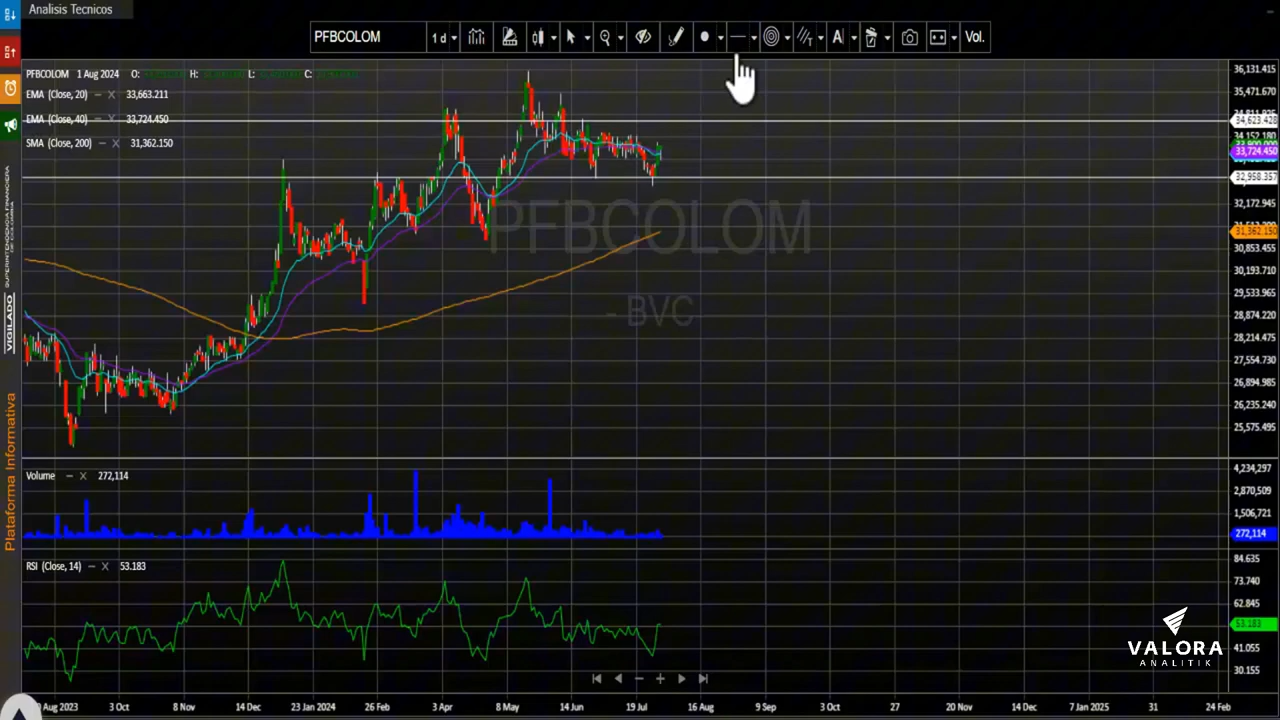 Analisis Tecnicos
PFBCOLOM
1 d
A
Vol.
PFBCOLOM 1 Aug 2024 O: H: L: C:
EMA (Close, 20) – X 33,663.211
EMA (Close, 40) – X 33,724.450
SMA (Close, 200) – X 31,362.150
PFBCOLOM
- BVC
36,131.415
35,471.670
34,623.428
34,152.180
33,724.450
32,958.357
32,172.945
31,362.150
30,853.455
30,193.710
29,533.965
28,874.220
28,214.475
27,554.730
26,894.985
26,235.240
25,575.495
Volume – X 272,114
4,234,297
2,870,509
1,506,721
272,114
RSI (Close, 14) – X 53.183
84.635
73.740
62.845
53.183
41.055
30.155
Aug 2023 3 Oct 8 Nov 14 Dec 23 Jan 2024 26 Feb 3 Apr 8 May 14 Jun 19 Jul 16 Aug 9 Sep 3 Oct 27 20 Nov 14 Dec 7 Jan 2025 31 24 Feb
VIGILADO
SUPERINTENDENCIA FINANCIERA
DE COLOMBIA
Plataforma Informativa
VALORA
ANALITIK